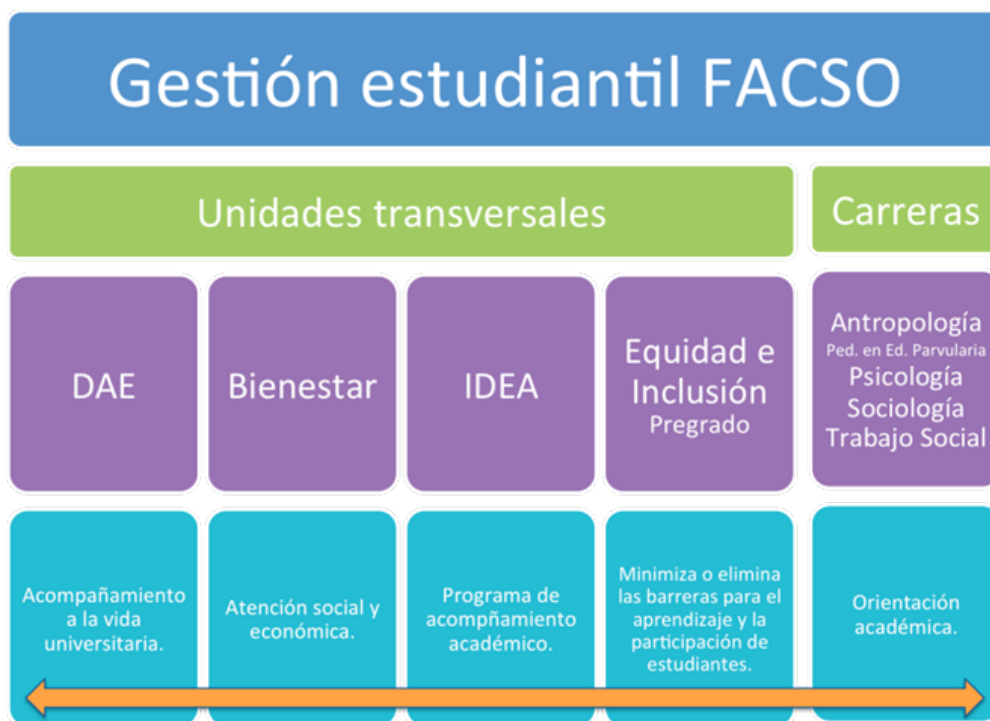 Gestión estudiantil FACSO
Unidades transversales
Carreras
DAE
Bienestar
IDEA
Equidad e
Inclusión
Pregrado
Antropología
Ped. en Ed. Parvularia
Psicología
Sociología
Trabajo Social
Acompañamiento
a la vida
universitaria.
Atención social y
económica.
Programa de
acompñamiento
académico.
Minimiza o elimina
las barreras para el
aprendizaje y la
participación de
estudiantes.
Orientación
académica.